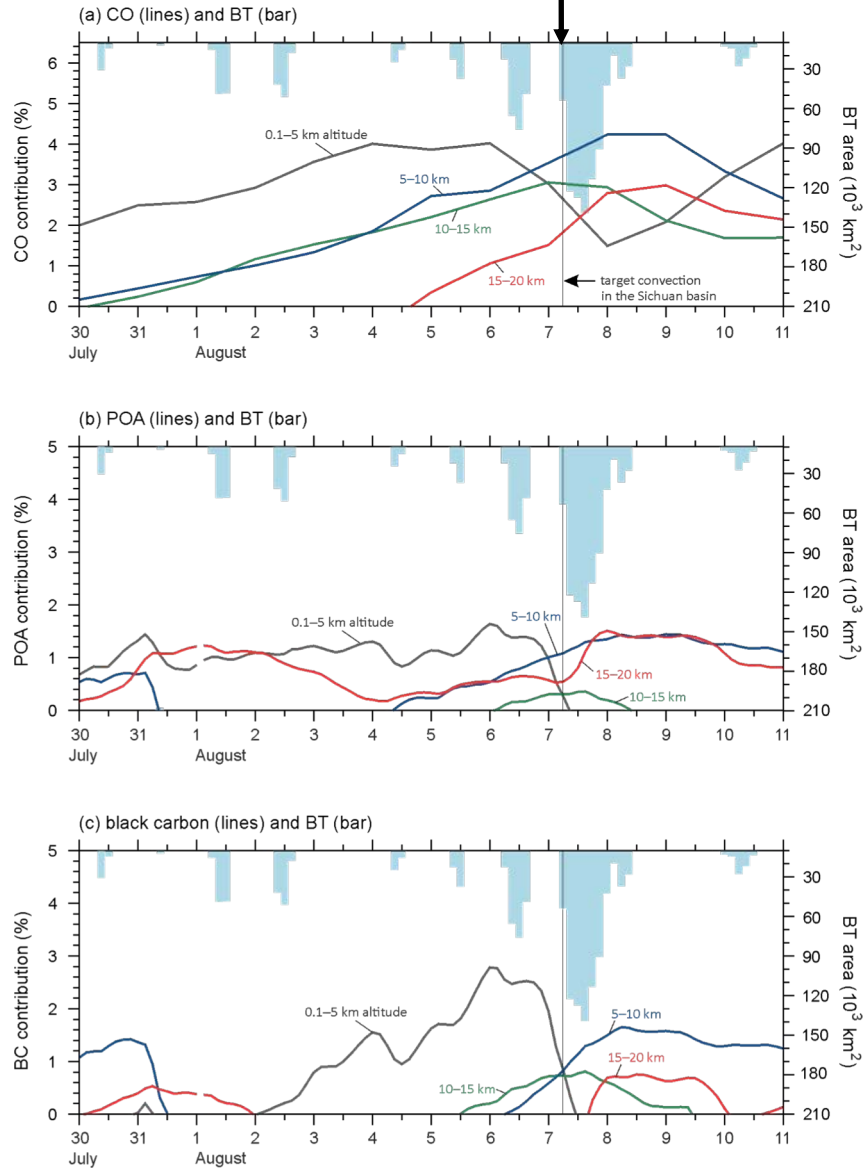 (a) CO (lines) and BT (bar)
CO contribution (%)
6
5
4
3
2
1
0
30
60
90
120
150
180
210
BT area (10³ km²)
0.1–5 km altitude
5–10 km
10–15 km
15–20 km
target convection
in the Sichuan basin
30 31 1 2 3 4 5 6 7 8 9 10 11
July August
(b) POA (lines) and BT (bar)
POA contribution (%)
5
4
3
2
1
0
30
60
90
120
150
180
210
BT area (10³ km²)
0.1–5 km altitude
5–10 km
15–20 km
10–15 km
30 31 1 2 3 4 5 6 7 8 9 10 11
July August
(c) black carbon (lines) and BT (bar)
BC contribution (%)
5
4
3
2
1
0
30
60
90
120
150
180
210
BT area (10³ km²)
0.1–5 km altitude
5–10 km
10–15 km
15–20 km
30 31 1 2 3 4 5 6 7 8 9 10 11
July August